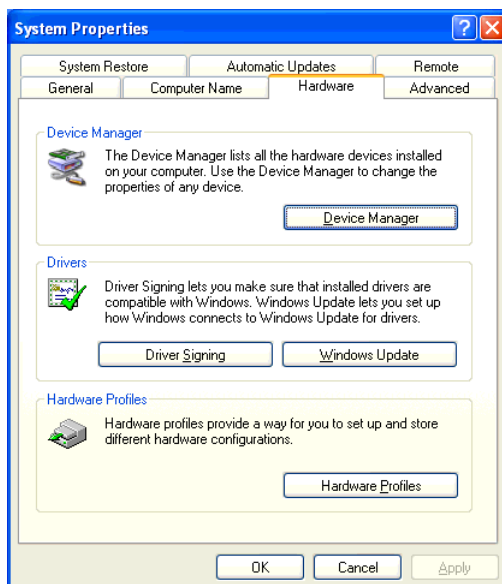 System Properties
System Restore
Automatic Updates
Remote
General
Computer Name
Hardware
Advanced
Device Manager
The Device Manager lists all the hardware devices installed
on your computer. Use the Device Manager to change the
properties of any device.
Device Manager
Drivers
Driver Signing lets you make sure that installed drivers are
compatible with Windows. Windows Update lets you set up
how Windows connects to Windows Update for drivers.
Driver Signing
Windows Update
Hardware Profiles
Hardware profiles provide a way for you to set up and store
different hardware configurations.
Hardware Profiles
OK
Cancel
Apply